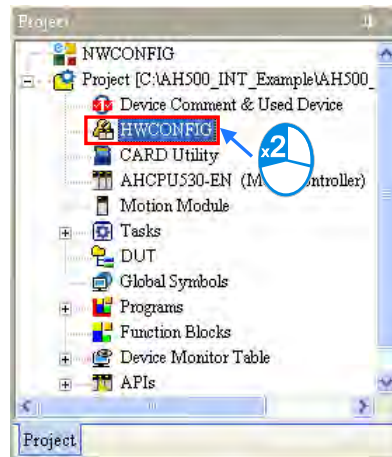 Project
NWCONFIG
Project [C:\AH500_INT_Example\AH500_
Device Comment & Used Device
HWCONFIG
x2
CARD Utility
AHCPU530-EN (M ntroller)
Motion Module
Tasks
DUT
Global Symbols
Programs
Function Blocks
Device Monitor Table
APIs
Project